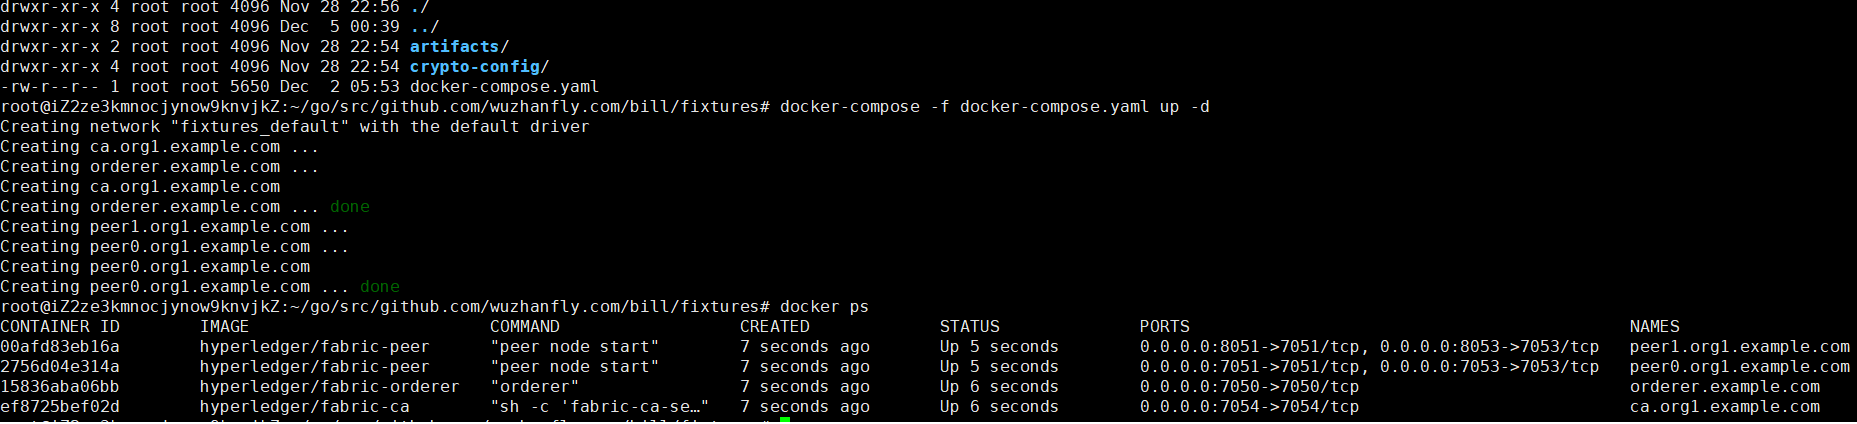 drwxr-xr-x 4 root root 4096 Nov 28 22:56 ./
drwxr-xr-x 8 root root 4096 Dec  5 00:39 ../
drwxr-xr-x 2 root root 4096 Nov 28 22:54 artifacts/
drwxr-xr-x 4 root root 4096 Nov 28 22:54 crypto-config/
-rw-r--r-- 1 root root 5650 Dec  2 05:53 docker-compose.yaml
root@iZ2ze3kmnocjynow9knvjkZ:~/go/src/github.com/wuzhanfly.com/bill/fixtures# docker-compose -f docker-compose.yaml up -d
Creating network "fixtures_default" with the default driver
Creating ca.org1.example.com ...
Creating orderer.example.com ...
Creating ca.org1.example.com
Creating orderer.example.com ... done
Creating peer1.org1.example.com ...
Creating peer0.org1.example.com ...
Creating peer0.org1.example.com
Creating peer0.org1.example.com ... done
root@iZ2ze3kmnocjynow9knvjkZ:~/go/src/github.com/wuzhanfly.com/bill/fixtures# docker ps
CONTAINER ID        IMAGE                        COMMAND                  CREATED             STATUS              PORTS                                            NAMES
00afd83eb16a        hyperledger/fabric-peer      "peer node start"        7 seconds ago       Up 5 seconds        0.0.0.0:8051->7051/tcp, 0.0.0.0:8053->7053/tcp   peer1.org1.example.com
2756d04e314a        hyperledger/fabric-peer      "peer node start"        7 seconds ago       Up 5 seconds        0.0.0.0:7051->7051/tcp, 0.0.0.0:7053->7053/tcp   peer0.org1.example.com
15836aba06bb        hyperledger/fabric-orderer   "orderer"                7 seconds ago       Up 6 seconds        0.0.0.0:7050->7050/tcp                           orderer.example.com
ef8725bef02d        hyperledger/fabric-ca        "sh -c 'fabric-ca-se…"   7 seconds ago       Up 6 seconds        0.0.0.0:7054->7054/tcp                           ca.org1.example.com